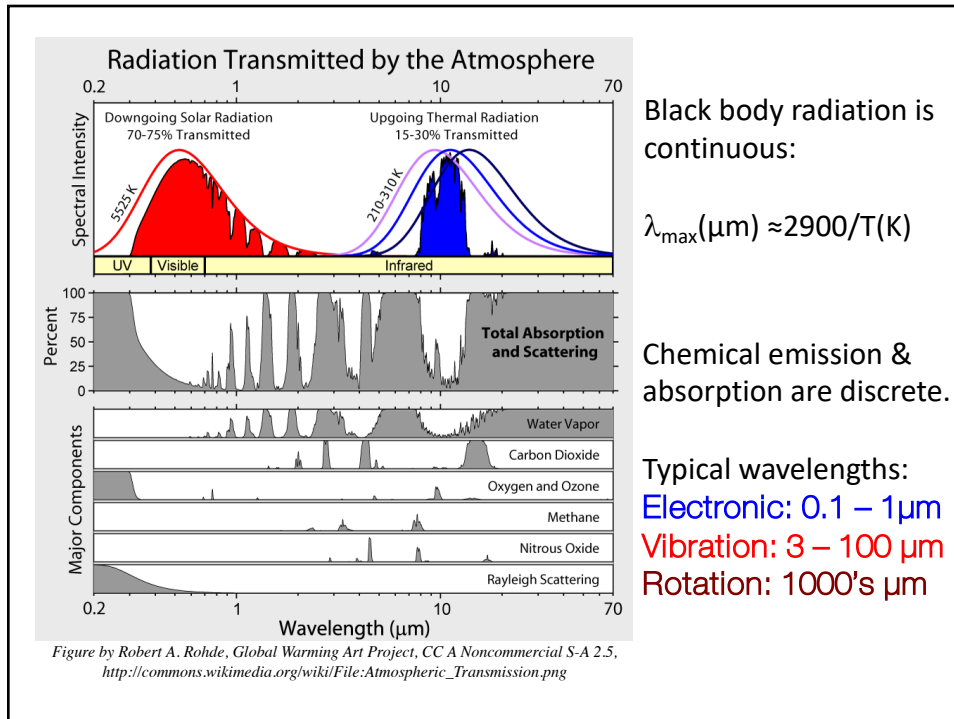 Radiation Transmitted by the Atmosphere
0.2 1 10 70
Downgoing Solar Radiation
70-75% Transmitted
Upgoing Thermal Radiation
15-30% Transmitted
Spectral Intensity
5525 K
210-310 K
UV Visible Infrared
Percent
100
75
50
25
0
Total Absorption
and Scattering
Major Components
Water Vapor
Carbon Dioxide
Oxygen and Ozone
Methane
Nitrous Oxide
Rayleigh Scattering
0.2 1 10 70
Wavelength (μm)
Figure by Robert A. Rohde, Global Warming Art Project, CC A Noncommercial S-A 2.5,
http://commons.wikimedia.org/wiki/File:Atmospheric_Transmission.png
Black body radiation is
continuous:
λmax(μm) ≈2900/T(K)
Chemical emission &
absorption are discrete.
Typical wavelengths:
Electronic: 0.1 – 1μm
Vibration: 3 – 100 μm
Rotation: 1000's μm